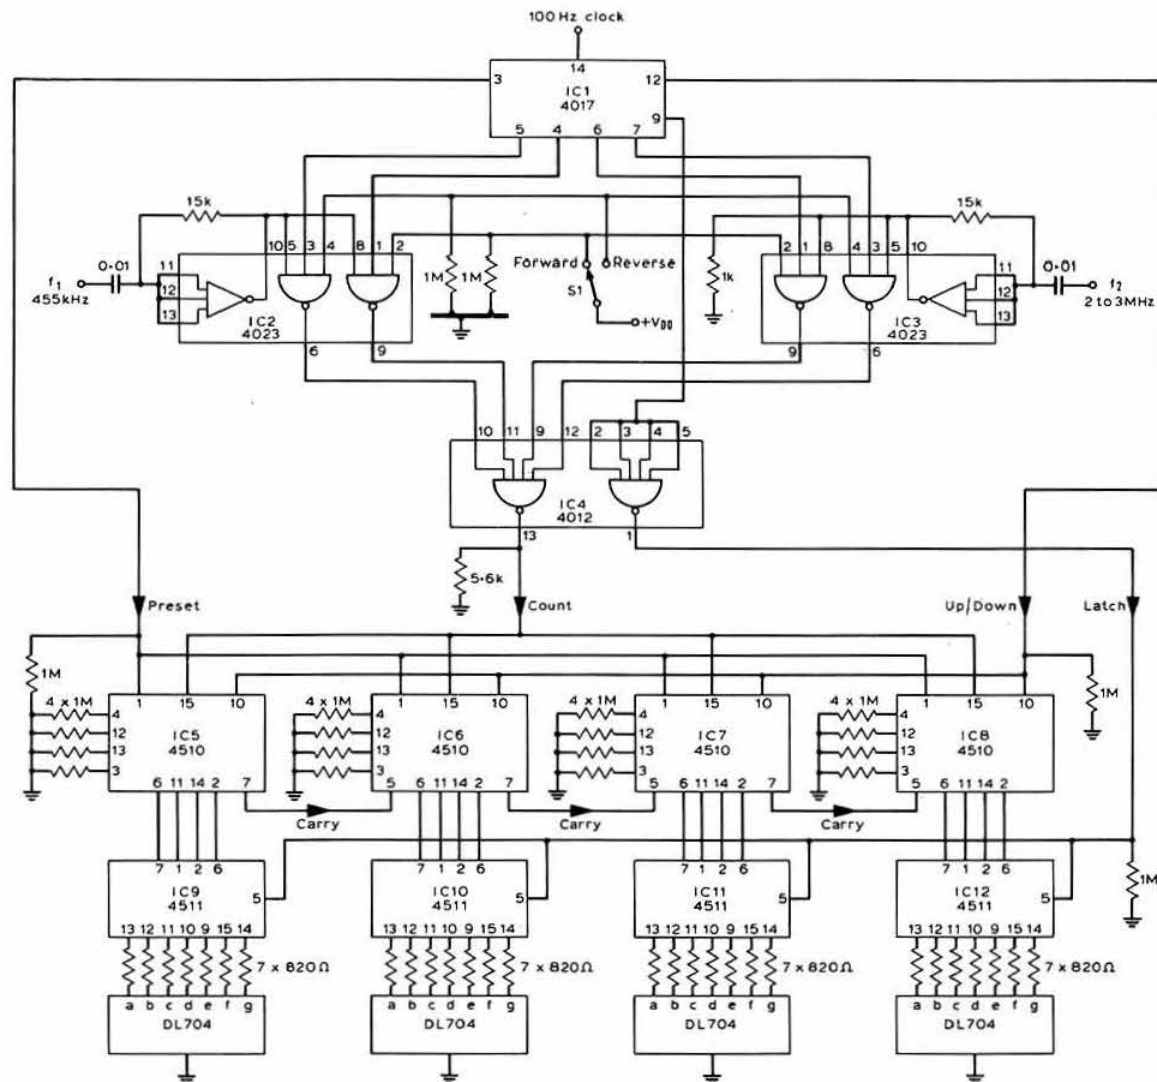 100Hz clock
14
3 12
IC1
4017
9
5 4 6 7
15k 15k
10 5 3 4 8 1 2 2 1 8 4 3 5 10
0·01 11 11 0·01
f1 12 12 f2
455kHz 13 13 2 to 3MHz
1M 1M Forward Reverse 1k
S1
+VDD
IC2
4023
IC3
4023
6 9 9 6
10 11 9 12 2 3 4 5
IC4
4012
13 1
5·6k
Preset Count Up/Down Latch
1M 1M
4 x 1M 4 x 1M 4 x 1M 4 x 1M
1 15 10 1 15 10 1 15 10 1 15 10
4 4 4 4
12 12 12 12
13 13 13 13
3 3 3 3
IC5 IC6 IC7 IC8
4510 4510 4510 4510
6 11 14 2 7 5 6 11 14 2 7 5 6 11 14 2 7 5 6 11 14 2
Carry Carry Carry
7 1 2 6 7 1 2 6 7 1 2 6 7 1 2 6
IC9 IC10 IC11 IC12
4511 4511 4511 4511
5 5 5 5
1M
13 12 11 10 9 15 14 13 12 11 10 9 15 14 13 12 11 10 9 15 14 13 12 11 10 9 15 14
7 x 820Ω 7 x 820Ω 7 x 820Ω 7 x 820Ω
a b c d e f g a b c d e f g a b c d e f g a b c d e f g
DL704 DL704 DL704 DL704